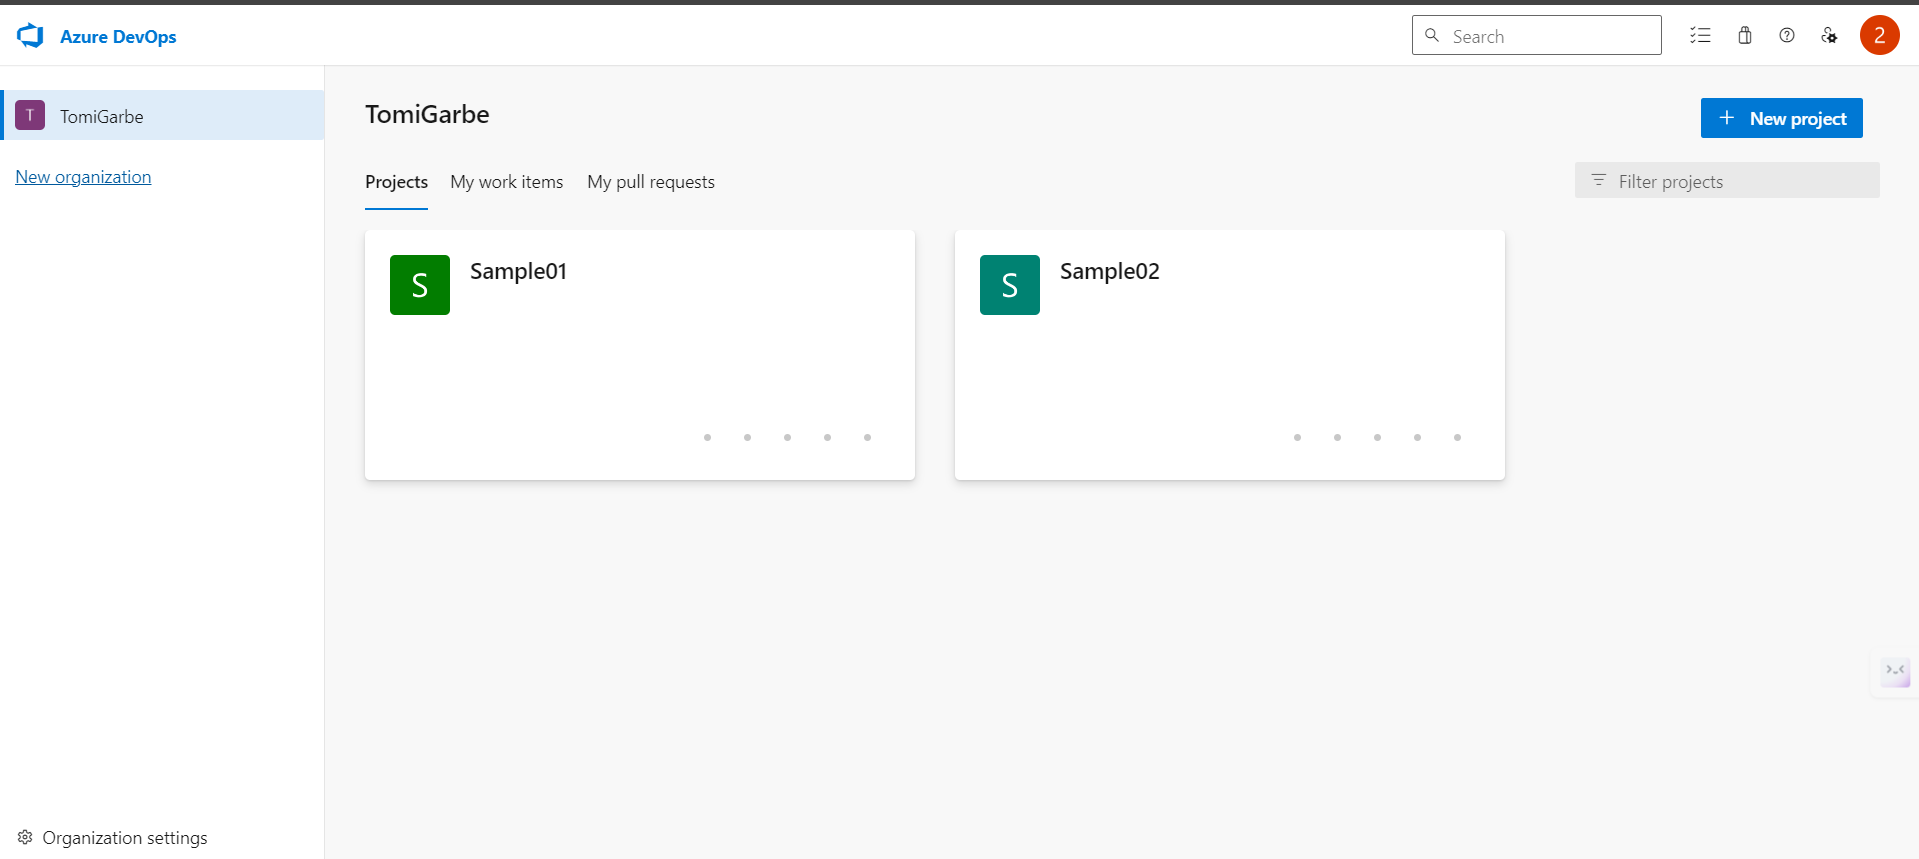 Azure DevOps
Search
2
T
TomiGarbe
New organization
TomiGarbe
New project
Projects
My work items
My pull requests
Filter projects
S
Sample01
S
Sample02
Organization settings